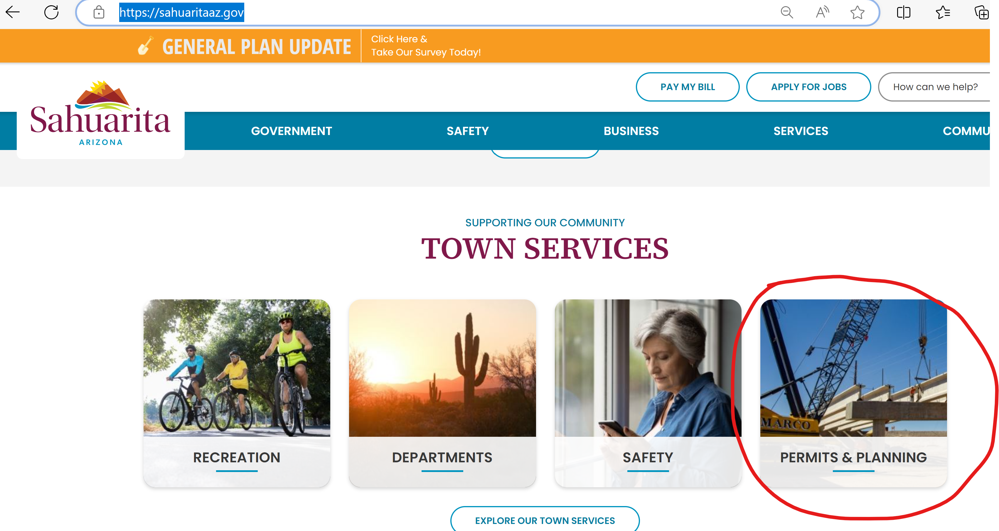 https://sahuaritaaz.gov
GENERAL PLAN UPDATE
Click Here &
Take Our Survey Today!
PAY MY BILL
APPLY FOR JOBS
How can we help?
Sahuarita
ARIZONA
GOVERNMENT
SAFETY
BUSINESS
SERVICES
COMMU
SUPPORTING OUR COMMUNITY
TOWN SERVICES
MARCO
RECREATION
DEPARTMENTS
SAFETY
PERMITS & PLANNING
EXPLORE OUR TOWN SERVICES